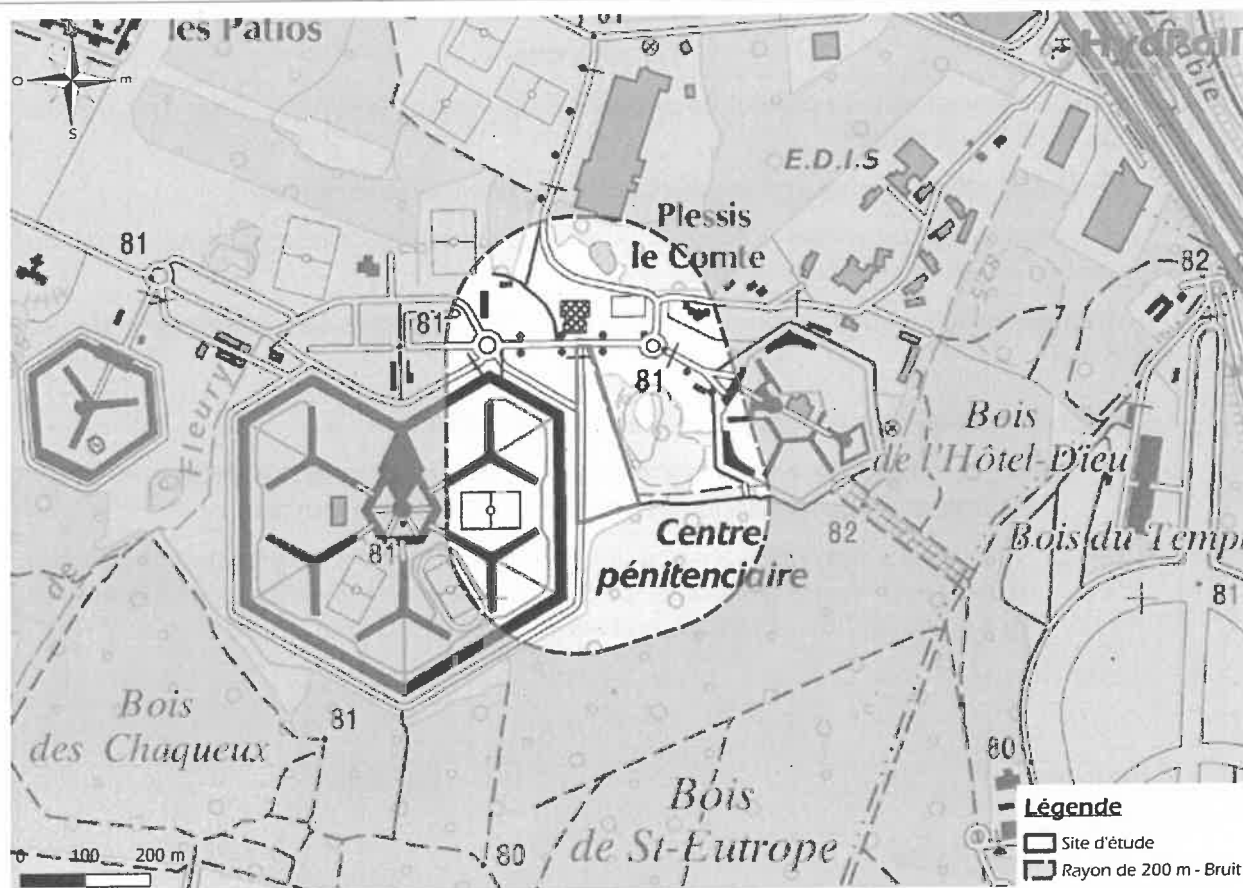 les Patios
S
E.D.I.S
Plessis
le Comte
81
82
81
81
Fleury
Bois
de l'Hôtel-Dieu
81
Centre
pénitenciaire
82
Bois du Templ
81
de
Bois
des Chaqueux
81
80
Bois
de St-Eutrope
80
0 100 200 m
Légende
Site d'étude
Rayon de 200 m - Bruit